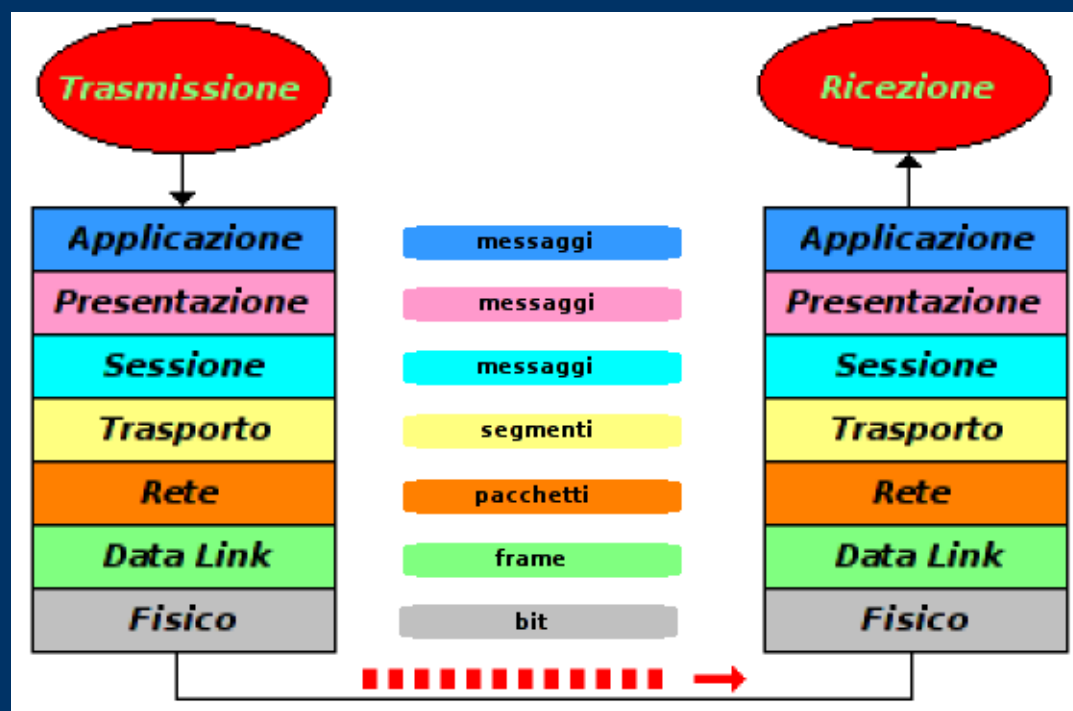 Trasmissione
Ricezione
Applicazione
messaggi
Applicazione
Presentazione
messaggi
Presentazione
Sessione
messaggi
Sessione
Trasporto
segmenti
Trasporto
Rete
pacchetti
Rete
Data Link
frame
Data Link
Fisico
bit
Fisico